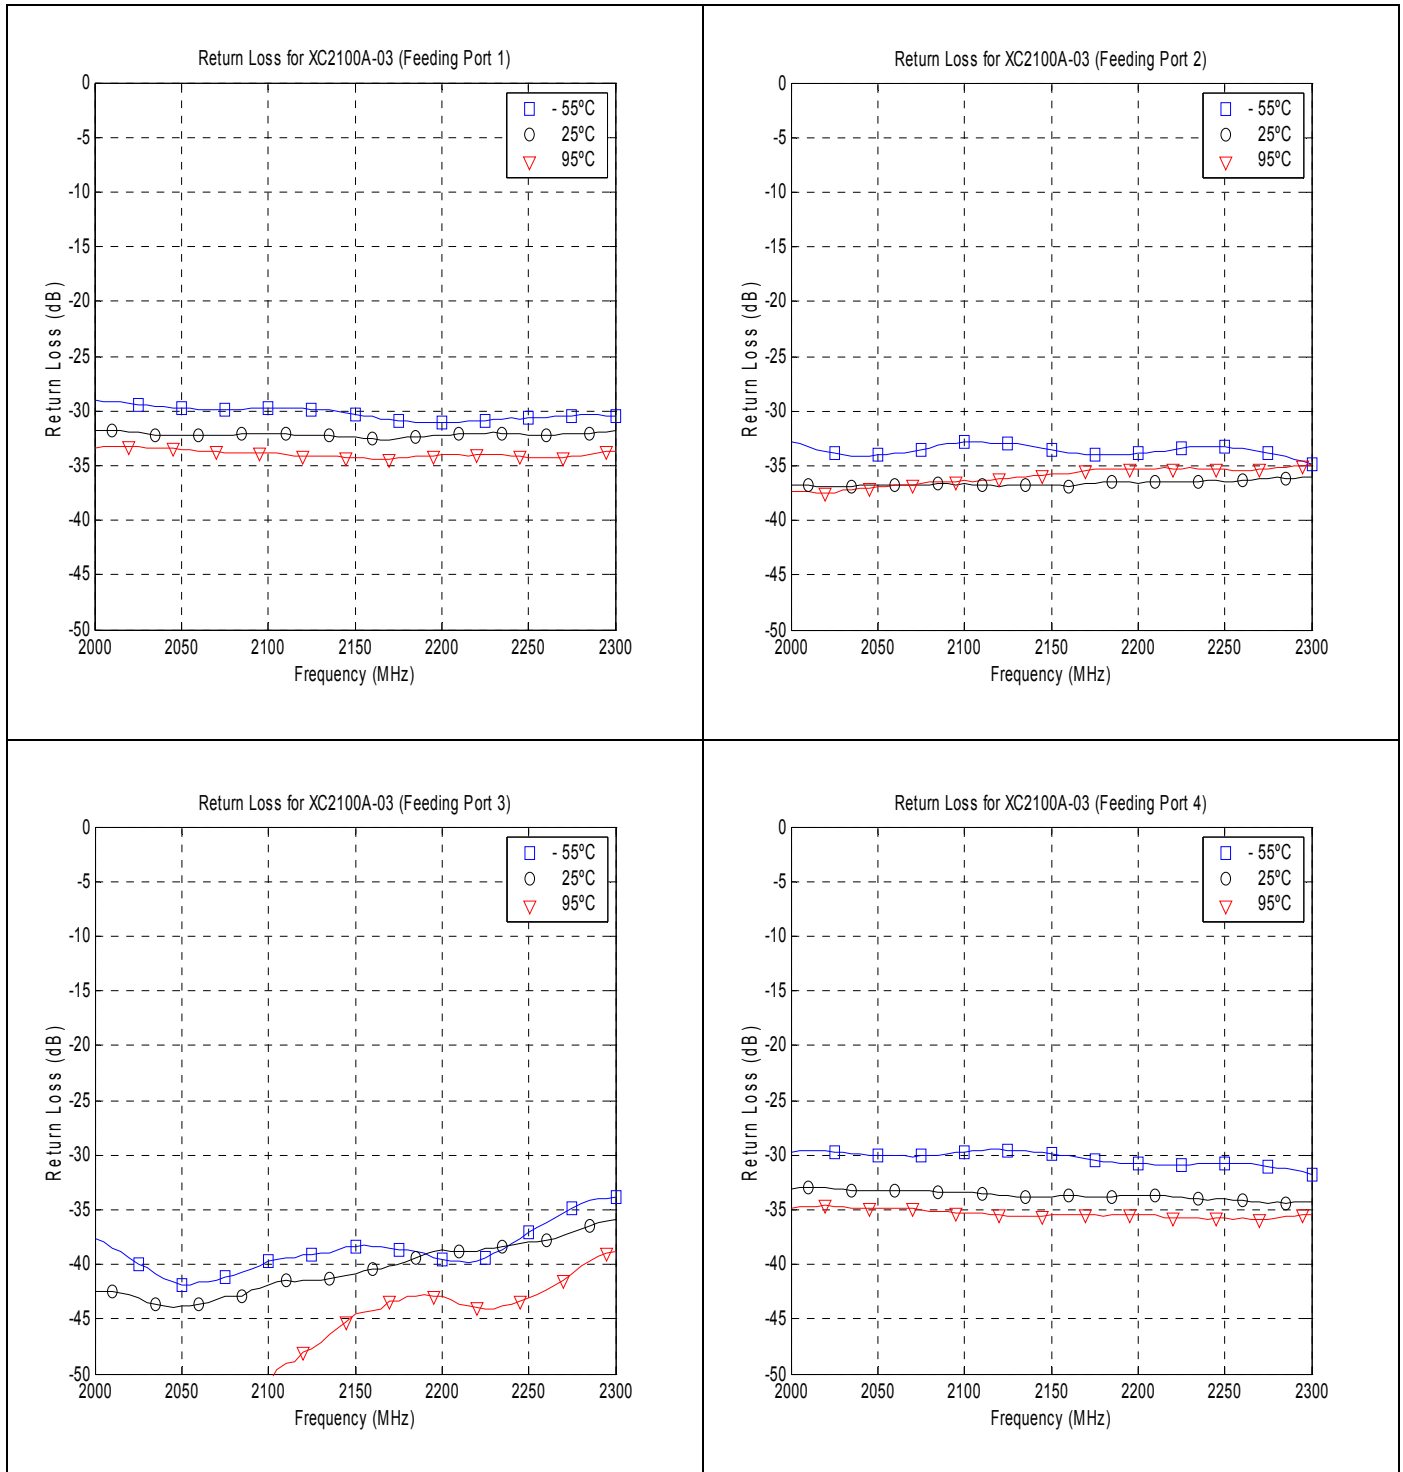 Return Loss for XC2100A-03 (Feeding Port 1)
0
-5
-10
-15
-20
-25
-30
-35
-40
-45
-50
Return Loss (dB)
- 55ºC
25ºC
95ºC
2000 2050 2100 2150 2200 2250 2300
Frequency (MHz)
Return Loss for XC2100A-03 (Feeding Port 2)
0
-5
-10
-15
-20
-25
-30
-35
-40
-45
-50
Return Loss (dB)
- 55ºC
25ºC
95ºC
2000 2050 2100 2150 2200 2250 2300
Frequency (MHz)
Return Loss for XC2100A-03 (Feeding Port 3)
0
-5
-10
-15
-20
-25
-30
-35
-40
-45
-50
Return Loss (dB)
- 55ºC
25ºC
95ºC
2000 2050 2100 2150 2200 2250 2300
Frequency (MHz)
Return Loss for XC2100A-03 (Feeding Port 4)
0
-5
-10
-15
-20
-25
-30
-35
-40
-45
-50
Return Loss (dB)
- 55ºC
25ºC
95ºC
2000 2050 2100 2150 2200 2250 2300
Frequency (MHz)